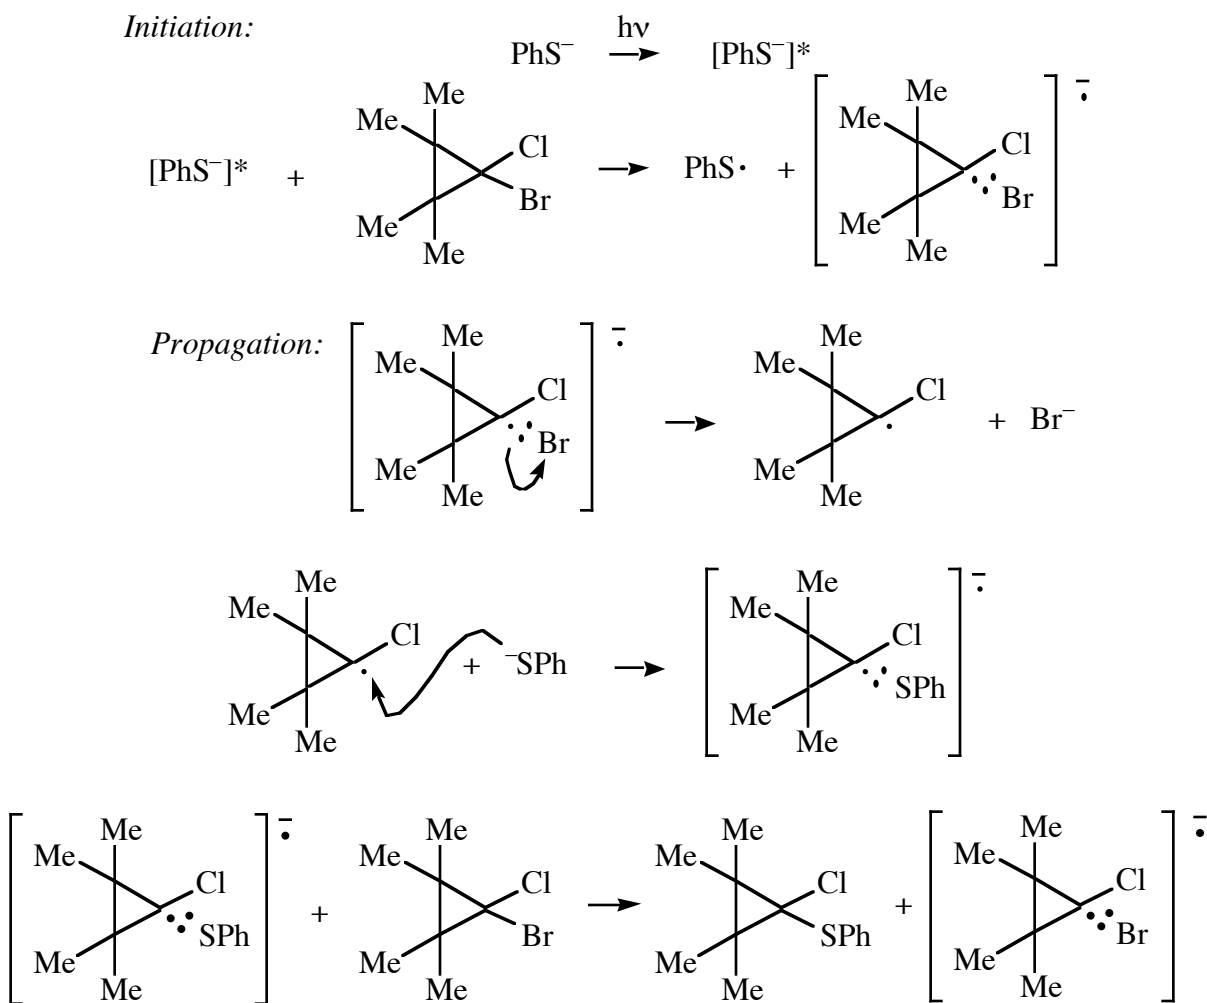 Initiation:
hν
PhS⁻ [PhS⁻]*
Me Me
Me Cl Me Cl
[PhS⁻]* + PhS· +
Br Br
Me Me
Me Me
Propagation:
Me Me
Me Cl Me Cl
+ Br⁻
Br
Me Me
Me Me
Me Me
Me Cl Me Cl
+ ⁻SPh
SPh
Me Me
Me Me
Me Me Me Me
Me Cl Me Cl Me Cl Me Cl
+ +
SPh Br SPh Br
Me Me Me Me
Me Me Me Me